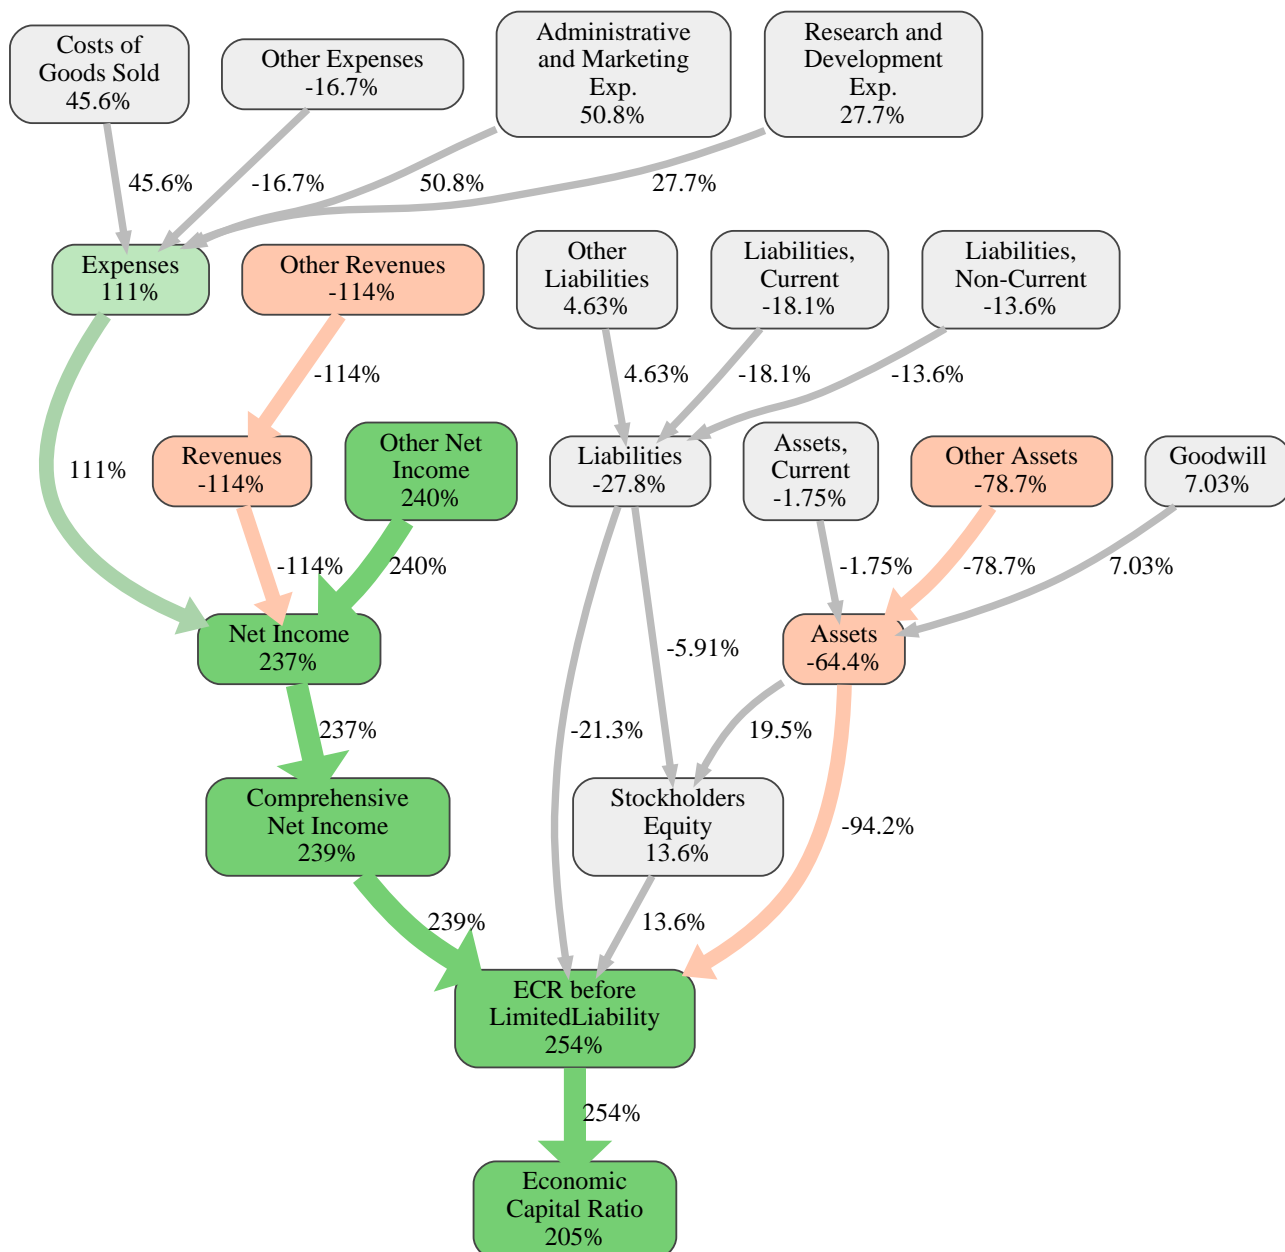 Costs of
Goods Sold
45.6%
Other Expenses
-16.7%
Administrative
and Marketing
Exp.
50.8%
Research and
Development
Exp.
27.7%
45.6%
-16.7%
50.8%
27.7%
Expenses
111%
Other Revenues
-114%
Other
Liabilities
4.63%
Liabilities,
Current
-18.1%
Liabilities,
Non-Current
-13.6%
-114%
4.63%
-18.1%
-13.6%
111%
Revenues
-114%
Other Net
Income
240%
Liabilities
-27.8%
Assets,
Current
-1.75%
Other Assets
-78.7%
Goodwill
7.03%
-114%
240%
-1.75%
-78.7%
7.03%
Net Income
237%
-5.91%
Assets
-64.4%
237%
-21.3%
19.5%
Comprehensive
Net Income
239%
Stockholders
Equity
13.6%
-94.2%
239%
13.6%
ECR before
LimitedLiability
254%
254%
Economic
Capital Ratio
205%